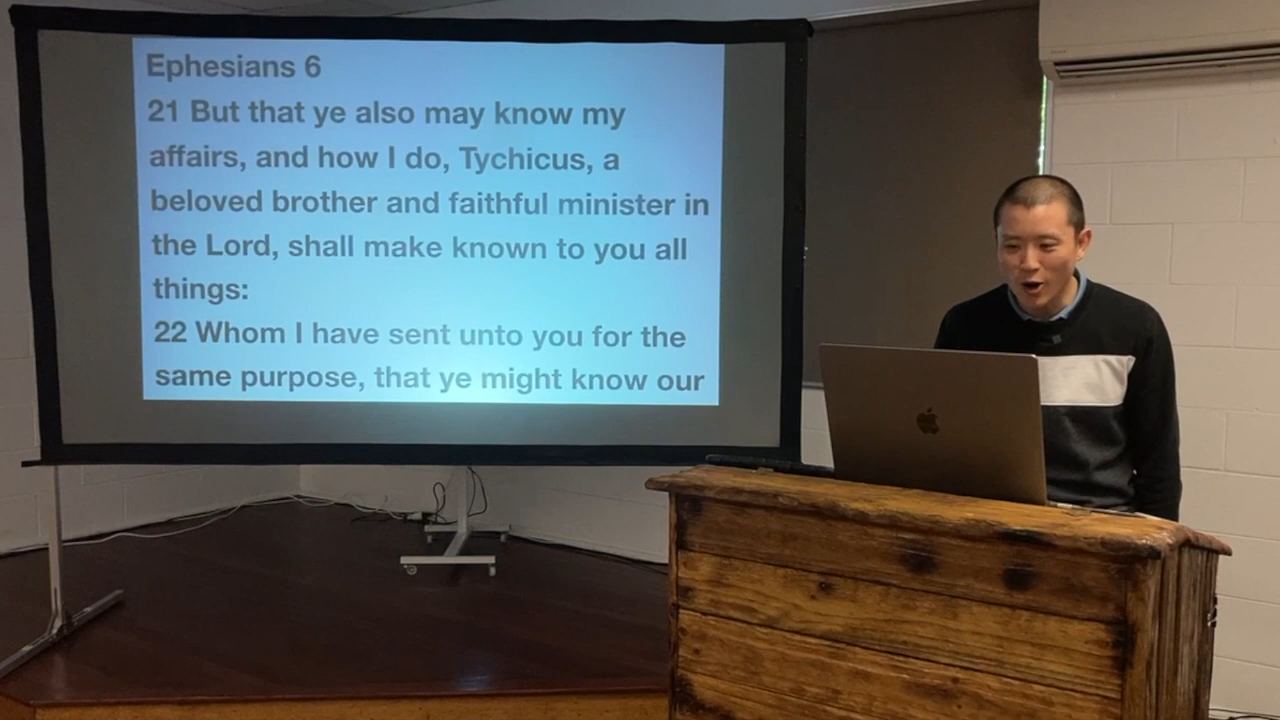 Ephesians 6
21 But that ye also may know my
affairs, and how I do, Tychicus, a
beloved brother and faithful minister in
the Lord, shall make known to you all
things:
22 Whom I have sent unto you for the
same purpose, that ye might know our